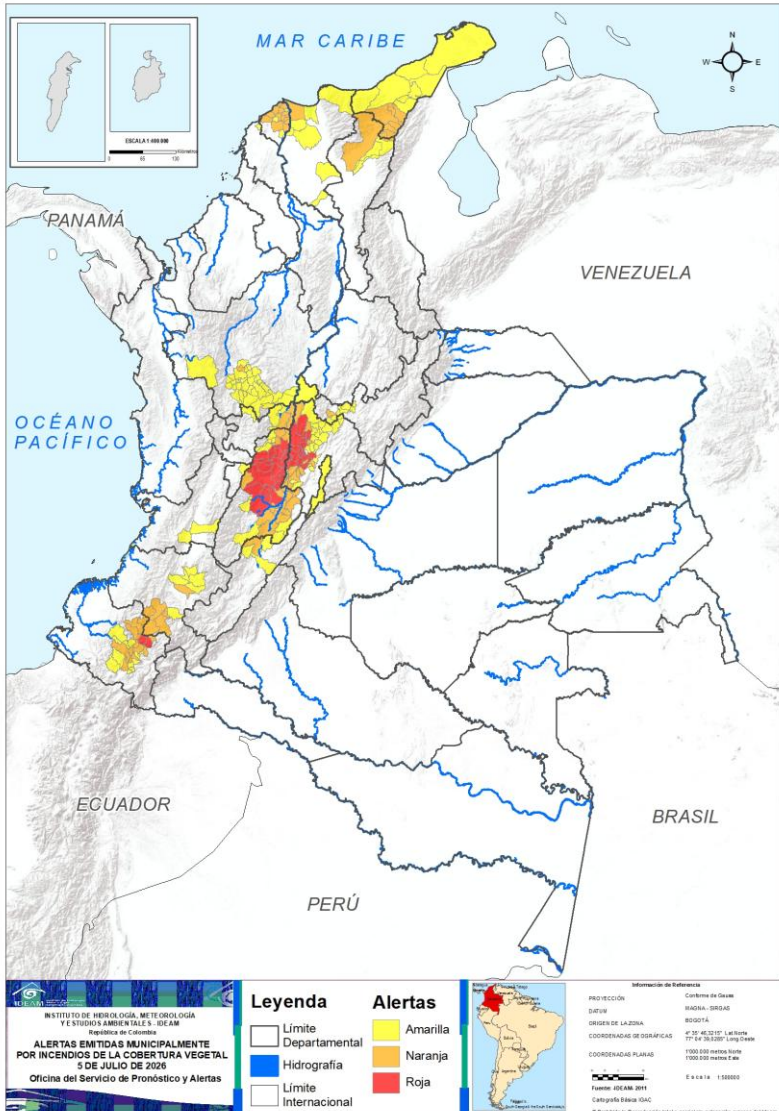 MAR CARIBE
N
W
E
S
ESCALA 1:400.000
PANAMÁ
VENEZUELA
OCÉANO
PACÍFICO
ECUADOR
BRASIL
PERÚ
IDEAM
INSTITUTO DE HIDROLOGÍA, METEOROLOGÍA
Y ESTUDIOS AMBIENTALES - IDEAM
República de Colombia
ALERTAS EMITIDAS MUNICIPALMENTE
POR INCENDIOS DE LA COBERTURA VEGETAL
5 DE JULIO DE 2026
Oficina del Servicio de Pronóstico y Alertas
Leyenda
Límite
Departamental
Hidrografía
Límite
Internacional
Alertas
Amarilla
Naranja
Roja
Información de Referencia
PROYECCIÓN Conforme de Gauss
DATUM MAGNA - SIRGAS
ORIGEN DE LA ZONA BOGOTÁ
COORDENADAS GEOGRÁFICAS
COORDENADAS PLANAS 1'000.000 metros Norte
1'000.000 metros Este
Escala 1:500000
Fuente: IDEAM- 2011
Cartografía Básica IGAC